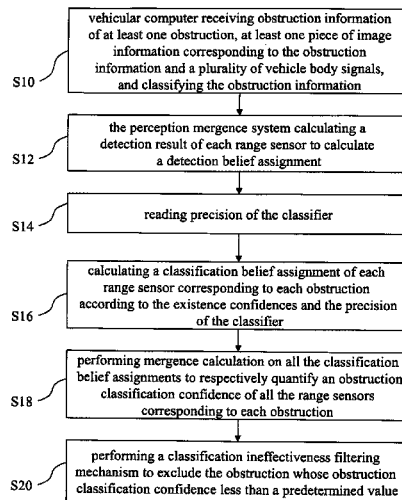 vehicular computer receiving obstruction information
of at least one obstruction, at least one piece of image
information corresponding to the obstruction
information and a plurality of vehicle body signals,
and classifying the obstruction information
S10
the perception mergence system calculating a
detection result of each range sensor to calculate
a detection belief assignment
S12
reading precision of the classifier
S14
calculating a classification belief assignment of each
range sensor corresponding to each obstruction
according to the existence confidences and the precision
of the classifier
S16
performing mergence calculation on all the classification
belief assignments to respectively quantify an obstruction
classification confidence of all the range sensors
corresponding to each obstruction
S18
performing a classification ineffectiveness filtering
mechanism to exclude the obstruction whose obstruction
classification confidence less than a predetermined value
S20